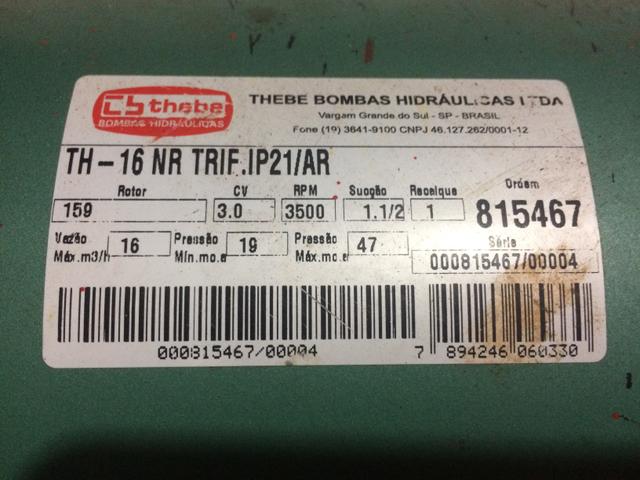 thebe
BOMBAS HIDRÁULICAS
THEBE BOMBAS HIDRÁULICAS LTDA
Vargam Grande do Sul - SP - BRASIL
Fone (19) 3641-9100 CNPJ 46.127.262/0001-12
TH-16 NR TRIF.IP21/AR
Rotor CV RPM Sucção Recalque Ordem
159 3.0 3500 1.1/2 1 815467
Vazão Máx.m3/h 16 Pressão Mín.mc.a 19 Pressão Máx.mc.a 47 Série
000815467/00004
000815467/00004 7 894246 060330